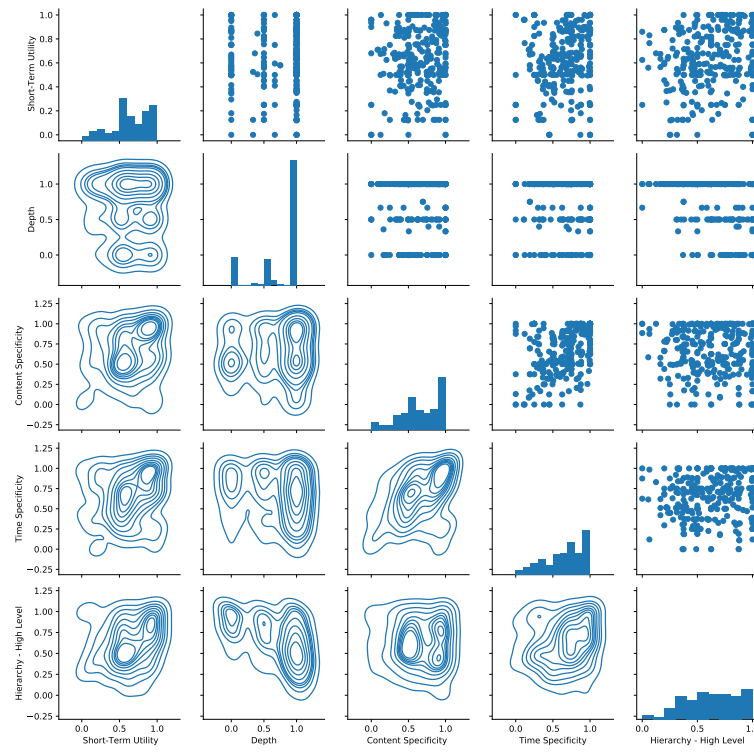 1.0
0.8
0.6
0.4
0.2
0.0
Short-Term Utility
1.0
0.5
0.0
Depth
1.25
1.00
0.75
0.50
0.25
0.00
−0.25
Content Specificity
1.25
1.00
0.75
0.50
0.25
0.00
−0.25
Time Specificity
1.25
1.00
0.75
0.50
0.25
0.00
−0.25
Hierarchy - High Level
0.0 0.5 1.0
Short-Term Utility
0.0 0.5 1.0
Depth
0.0 0.5 1.0
Content Specificity
0.0 0.5 1.0
Time Specificity
0.0 0.5
Hierarchy - High Level